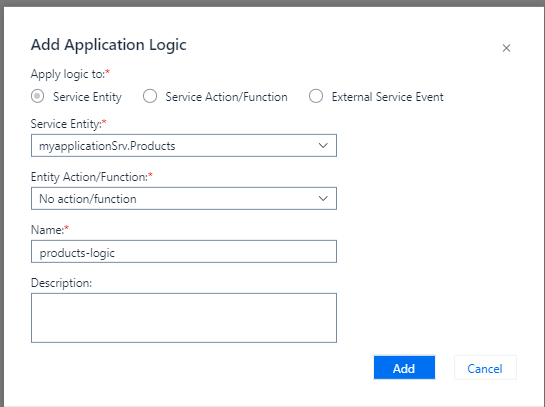 Add Application Logic
Apply logic to:*
Service Entity Service Action/Function External Service Event
Service Entity:*
myapplicationSrv.Products
Entity Action/Function:*
No action/function
Name:*
products-logic
Description:
Add Cancel